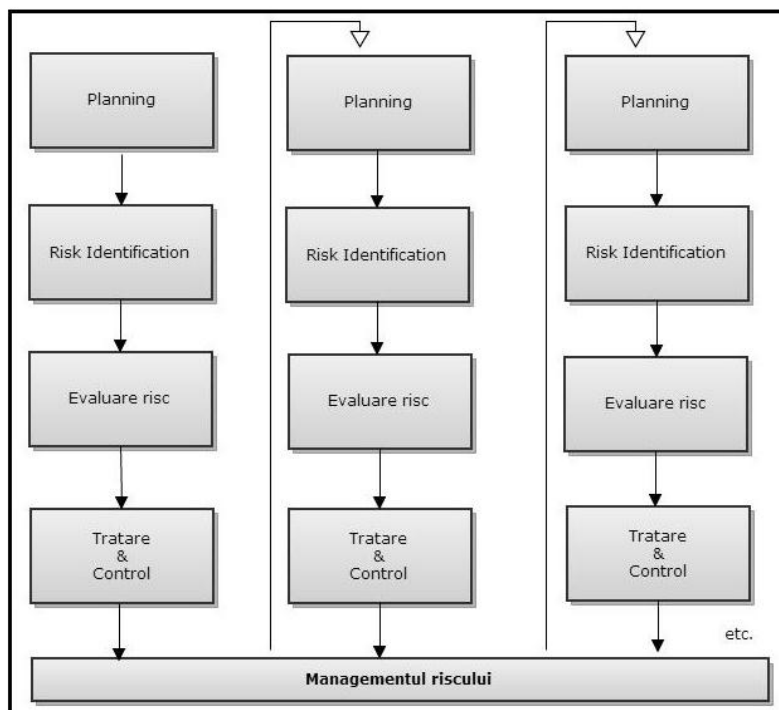 Planning
Risk Identification
Evaluare risc
Tratare
&
Control
Planning
Risk Identification
Evaluare risc
Tratare
&
Control
Planning
Risk Identification
Evaluare risc
Tratare
&
Control
etc.
Managementul riscului